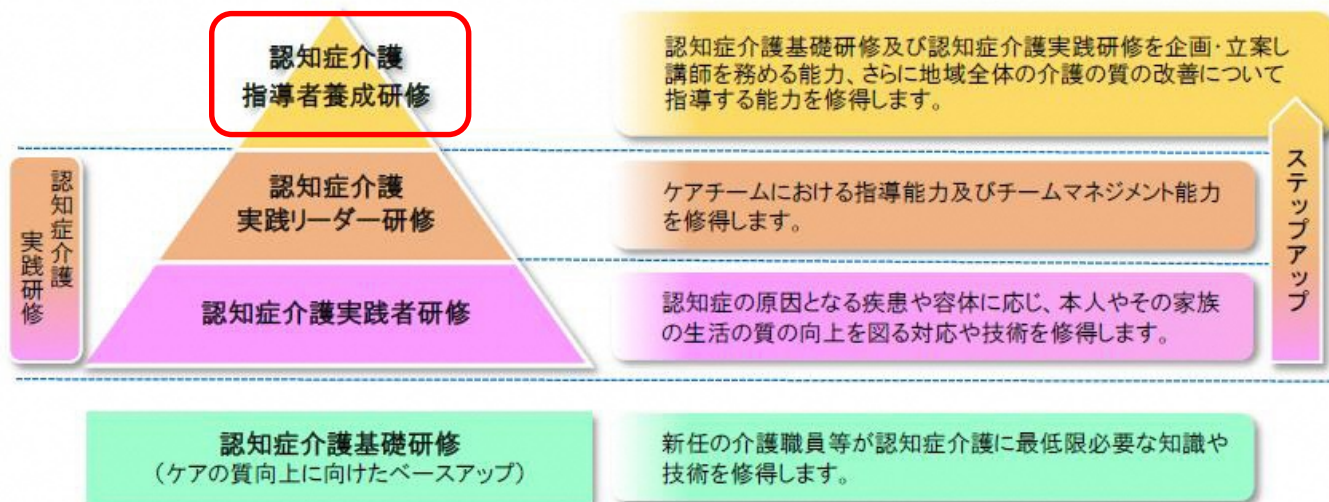 認知症介護
指導者養成研修
認知症介護基礎研修及び認知症介護実践研修を企画・立案し
講師を務める能力、さらに地域全体の介護の質の改善について
指導する能力を修得します。
認知症介護
実践研修
認知症介護
実践リーダー研修
ケアチームにおける指導能力及びチームマネジメント能力
を修得します。
ステップアップ
認知症介護実践者研修
認知症の原因となる疾患や容体に応じ、本人やその家族
の生活の質の向上を図る対応や技術を修得します。
認知症介護基礎研修
（ケアの質向上に向けたベースアップ）
新任の介護職員等が認知症介護に最低限必要な知識や
技術を修得します。